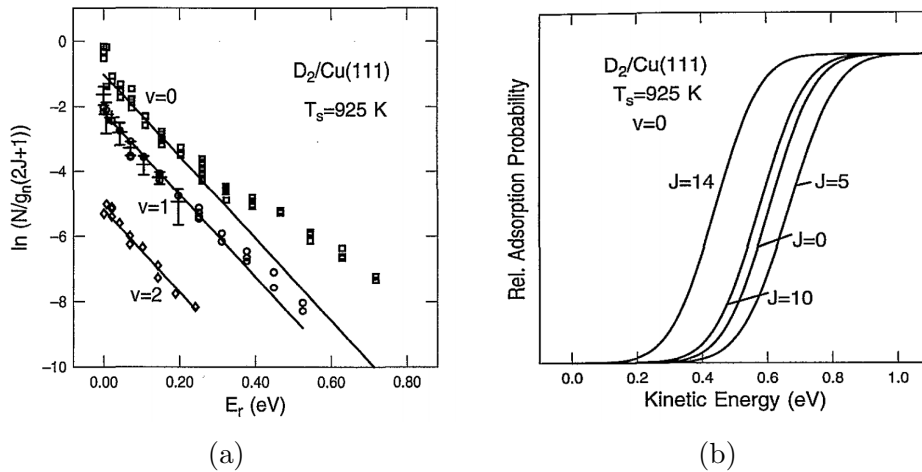 (a)
ln (N/gₙ(2J+1))
0
−2
−4
−6
−8
−10
D₂/Cu(111)
Tₛ=925 K
v=0
v=1
v=2
0.00
0.20
0.40
0.60
0.80
Eᵣ (eV)
(a)
b)
Rel. Adsorption Probability
D₂/Cu(111)
Tₛ=925 K
v=0
J=14
J=5
J=0
J=10
0.0
0.2
0.4
0.6
0.8
1.0
Kinetic Energy (eV)
(b)